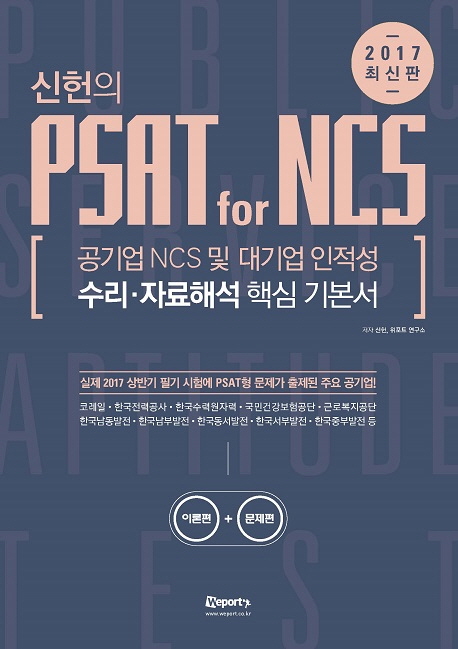 2017
최신판
신헌의
PSAT for NCS
공기업 NCS 및 대기업 인적성
수리·자료해석 핵심 기본서
저자 신헌, 위포트 연구소
실제 2017 상반기 필기 시험에 PSAT형 문제가 출제된 주요 공기업!
코레일 · 한국전력공사 · 한국수력원자력 · 국민건강보험공단 · 근로복지공단
한국남동발전 · 한국남부발전 · 한국동서발전 · 한국서부발전 · 한국중부발전 등
이론편 + 문제편
Weport
www.weport.co.kr
PUBLIC
SERVICE
APTITUDE
TEST